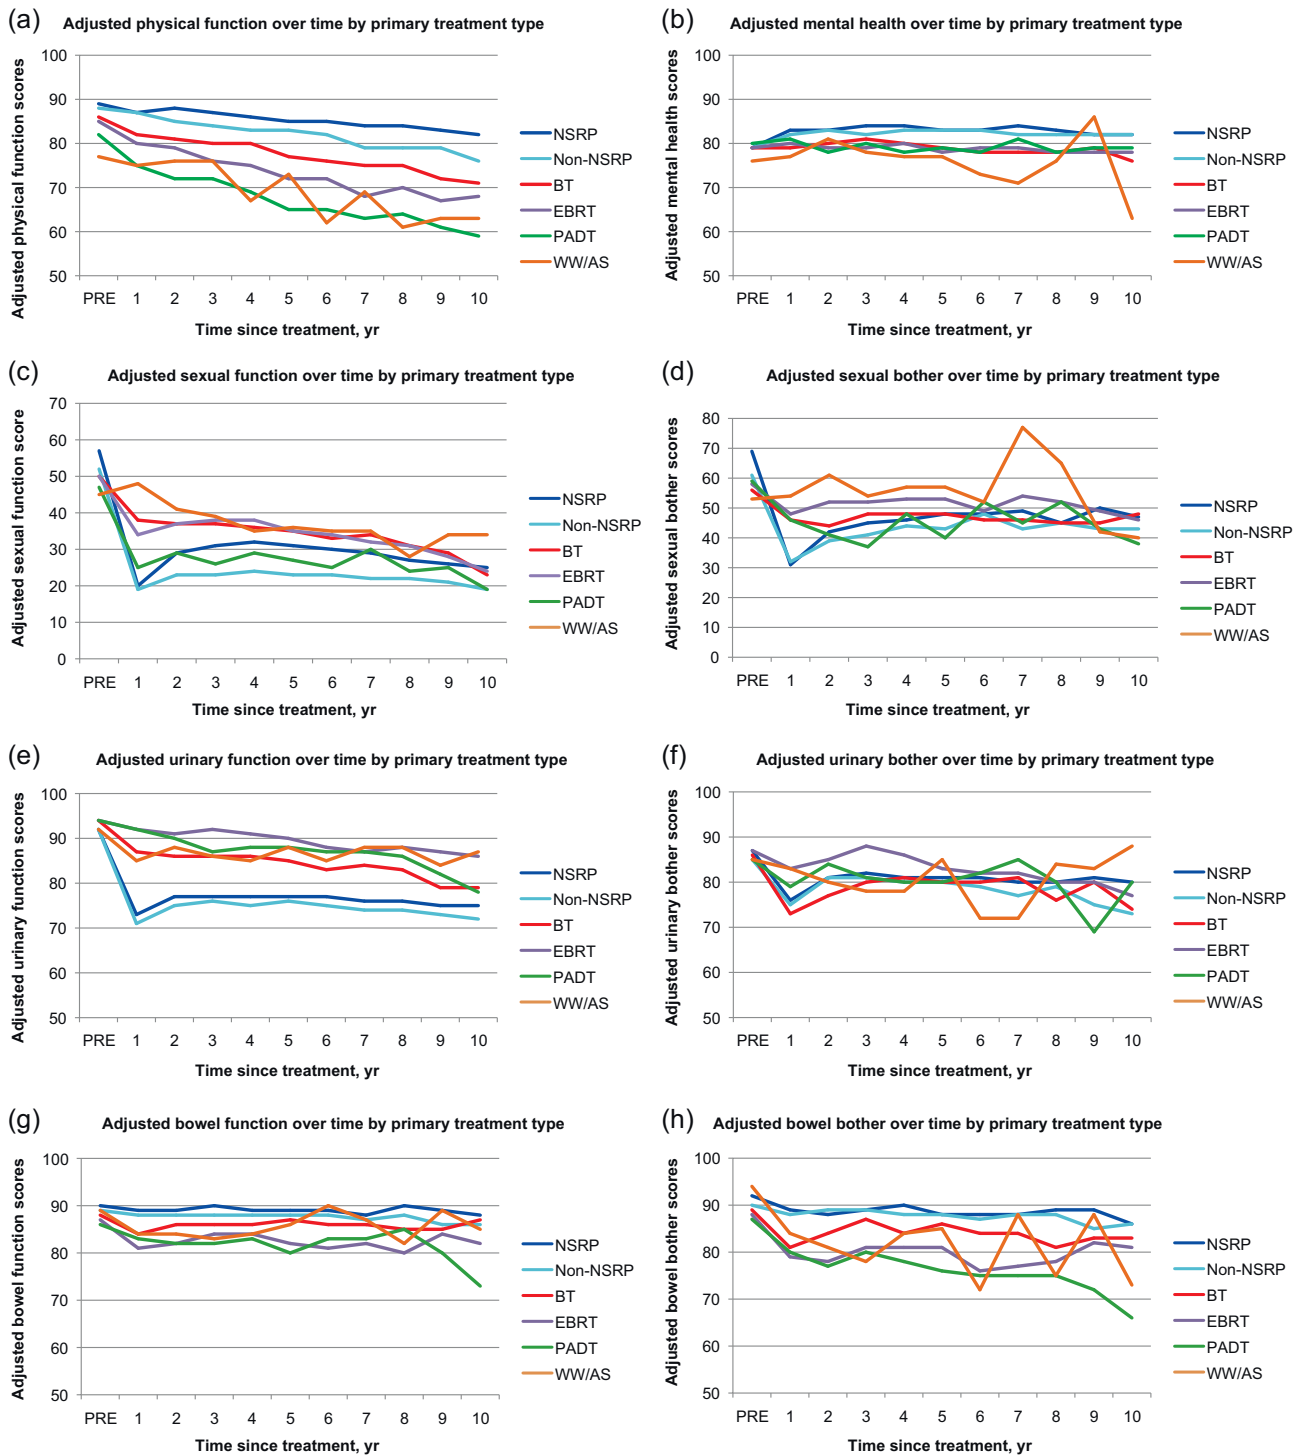 (a) Adjusted physical function over time by primary treatment type
Adjusted physical function scores
100
90
80
70
60
50
PRE 1 2 3 4 5 6 7 8 9 10
Time since treatment, yr
NSRP
Non-NSRP
BT
EBRT
PADT
WW/AS
(b) Adjusted mental health over time by primary treatment type
Adjusted mental health scores
100
90
80
70
60
50
PRE 1 2 3 4 5 6 7 8 9 10
Time since treatment, yr
NSRP
Non-NSRP
BT
EBRT
PADT
WW/AS
(c) Adjusted sexual function over time by primary treatment type
Adjusted sexual function score
70
60
50
40
30
20
10
0
PRE 1 2 3 4 5 6 7 8 9 10
Time since treatment, yr
NSRP
Non-NSRP
BT
EBRT
PADT
WW/AS
(d) Adjusted sexual bother over time by primary treatment type
Adjusted sexual bother scores
80
70
60
50
40
30
20
10
0
PRE 1 2 3 4 5 6 7 8 9 10
Time since treatment, yr
NSRP
Non-NSRP
BT
EBRT
PADT
WW/AS
(e) Adjusted urinary function over time by primary treatment type
Adjusted urinary function scores
100
90
80
70
60
50
PRE 1 2 3 4 5 6 7 8 9 10
Time since treatment, yr
NSRP
Non-NSRP
BT
EBRT
PADT
WW/AS
(f) Adjusted urinary bother over time by primary treatment type
Adjusted urinary bother scores
100
90
80
70
60
50
PRE 1 2 3 4 5 6 7 8 9 10
Time since treatment, yr
NSRP
Non-NSRP
BT
EBRT
PADT
WW/AS
(g) Adjusted bowel function over time by primary treatment type
Adjusted bowel function scores
100
90
80
70
60
50
PRE 1 2 3 4 5 6 7 8 9 10
Time since treatment, yr
NSRP
Non-NSRP
BT
EBRT
PADT
WW/AS
(h) Adjusted bowel bother over time by primary treatment type
Adjusted bowel bother scores
100
90
80
70
60
50
PRE 1 2 3 4 5 6 7 8 9 10
Time since treatment, yr
NSRP
Non-NSRP
BT
EBRT
PADT
WW/AS